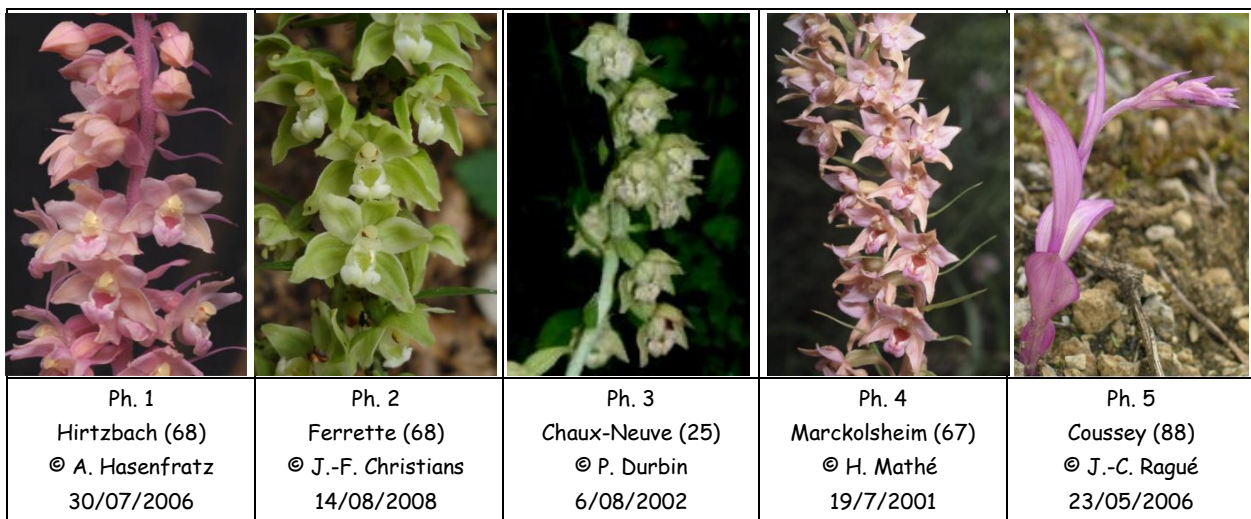 Ph. 1
Hirtzbach (68)
© A. Hasenfratz
30/07/2006
Ph. 2
Ferrette (68)
© J.-F. Christians
14/08/2008
Ph. 3
Chaux-Neuve (25)
© P. Durbin
6/08/2002
Ph. 4
Marckolsheim (67)
© H. Mathé
19/7/2001
Ph. 5
Coussey (88)
© J.-C. Ragué
23/05/2006